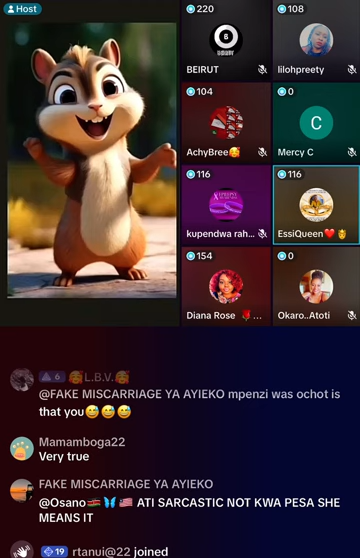 Host
220
108
BEIRUT
lilohpreety
104
0
C
AchyBree🥰
Mercy C
116
116
kupendwa rah...
EssiQueen❤️👸
154
0
Diana Rose 🌹...
Okaro..Atoti
6 🥰L.B.V.🥰
@FAKE MISCARRIAGE YA AYIEKO mpenzi was ochot is
that you😅😅😅
Mamamboga22
Very true
FAKE MISCARRIAGE YA AYIEKO
@Osano🇰🇪🦋🇺🇸 ATI SARCASTIC NOT KWA PESA SHE
MEANS IT
19 rtanui@22 joined